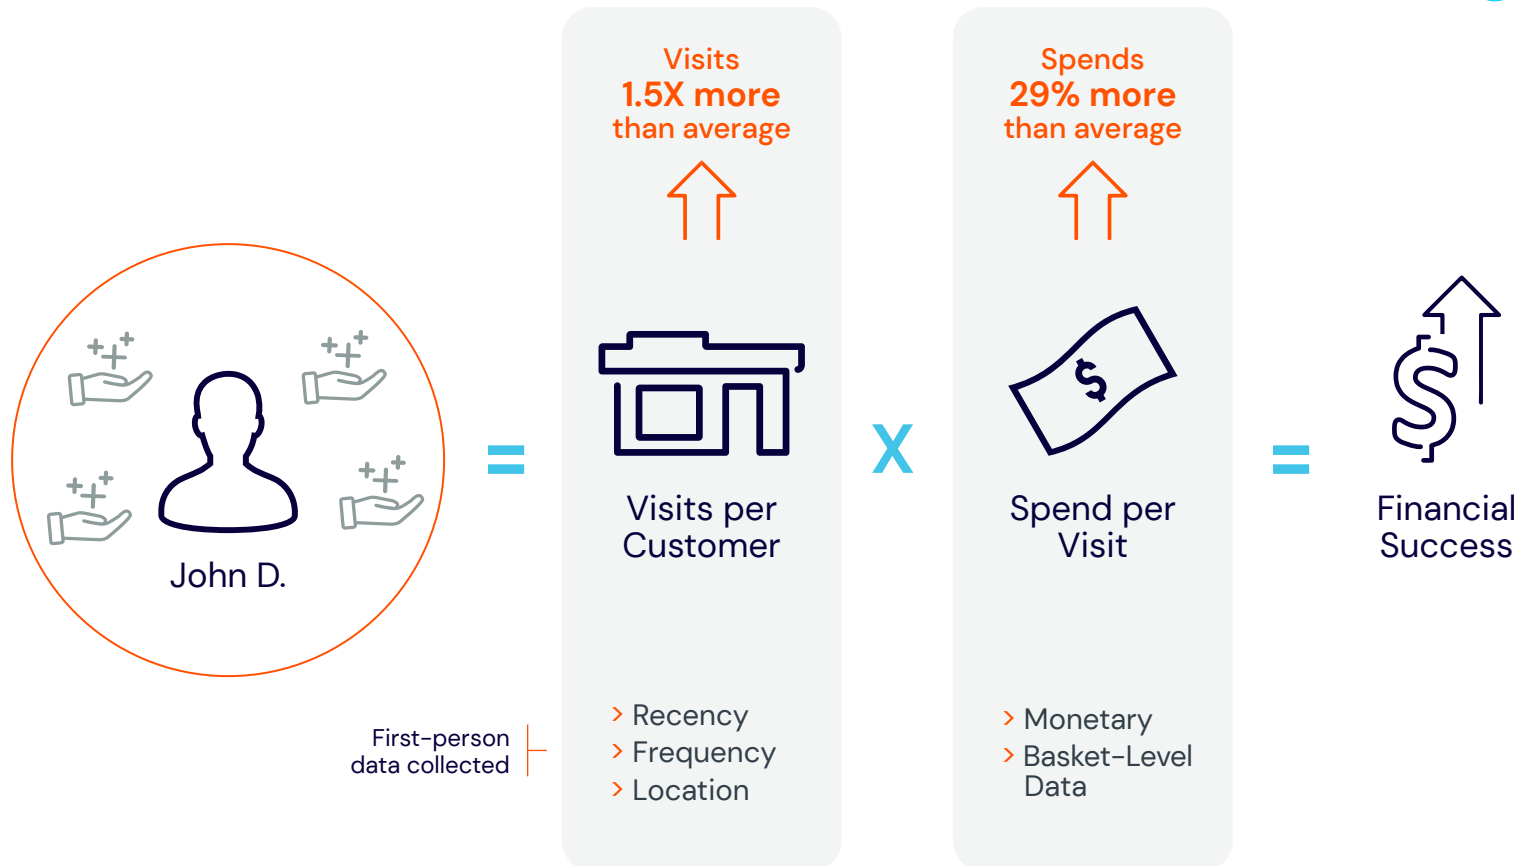 Visits
1.5X more
than average
Spends
29% more
than average
John D.
=
Visits per
Customer
X
$
Spend per
Visit
=
$
Financial
Success
First-person
data collected
> Recency
> Frequency
> Location
> Monetary
> Basket-Level
Data